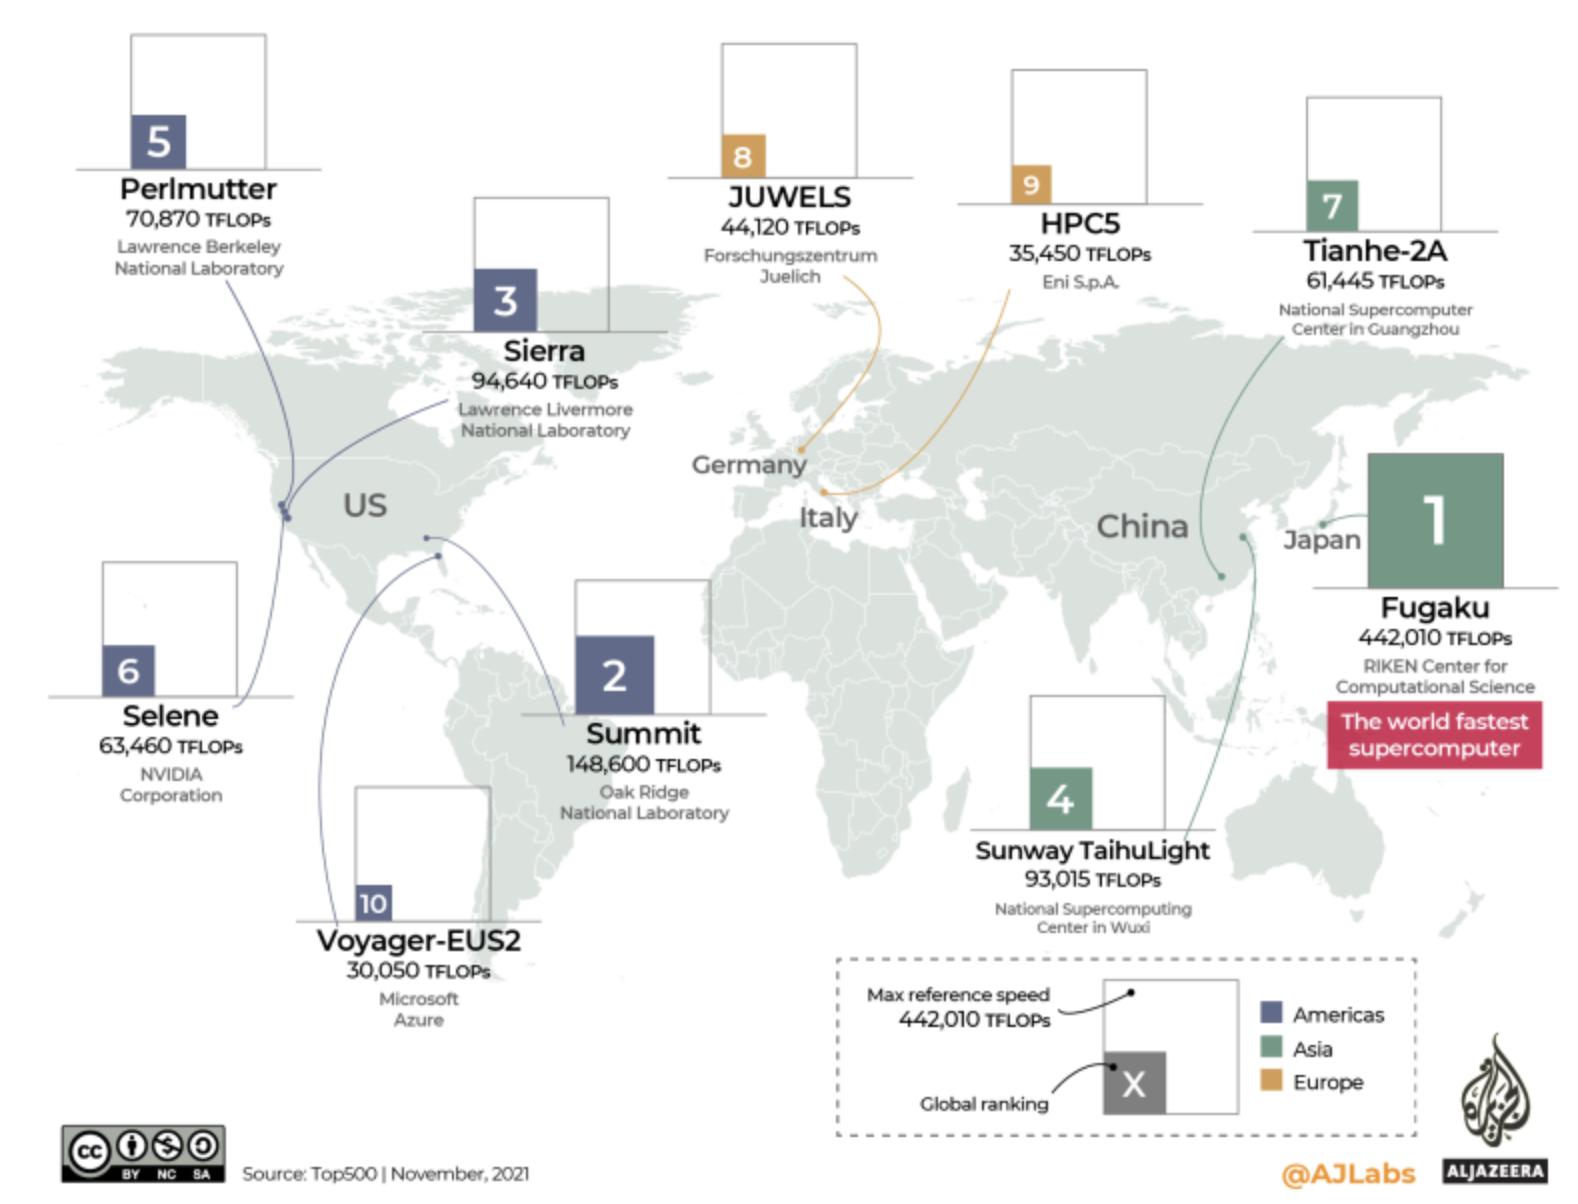 5
Perlmutter
70,870 TFLOPs
Lawrence Berkeley
National Laboratory
3
Sierra
94,640 TFLOPs
Lawrence Livermore
National Laboratory
8
JUWELS
44,120 TFLOPs
Forschungszentrum
Juelich
9
HPC5
35,450 TFLOPs
Eni S.p.A.
7
Tianhe-2A
61,445 TFLOPs
National Supercomputer
Center in Guangzhou
US
Germany
Italy
China
Japan
1
Fugaku
442,010 TFLOPs
RIKEN Center for
Computational Science
The world fastest
supercomputer
6
Selene
63,460 TFLOPs
NVIDIA
Corporation
2
Summit
148,600 TFLOPs
Oak Ridge
National Laboratory
4
Sunway TaihuLight
93,015 TFLOPs
National Supercomputing
Center in Wuxi
10
Voyager-EUS2
30,050 TFLOPs
Microsoft
Azure
Max reference speed
442,010 TFLOPs
X
Global ranking
Americas
Asia
Europe
cc
BY NC SA
Source: Top500 | November, 2021
@AJLabs
الجزيرة
ALJAZEERA